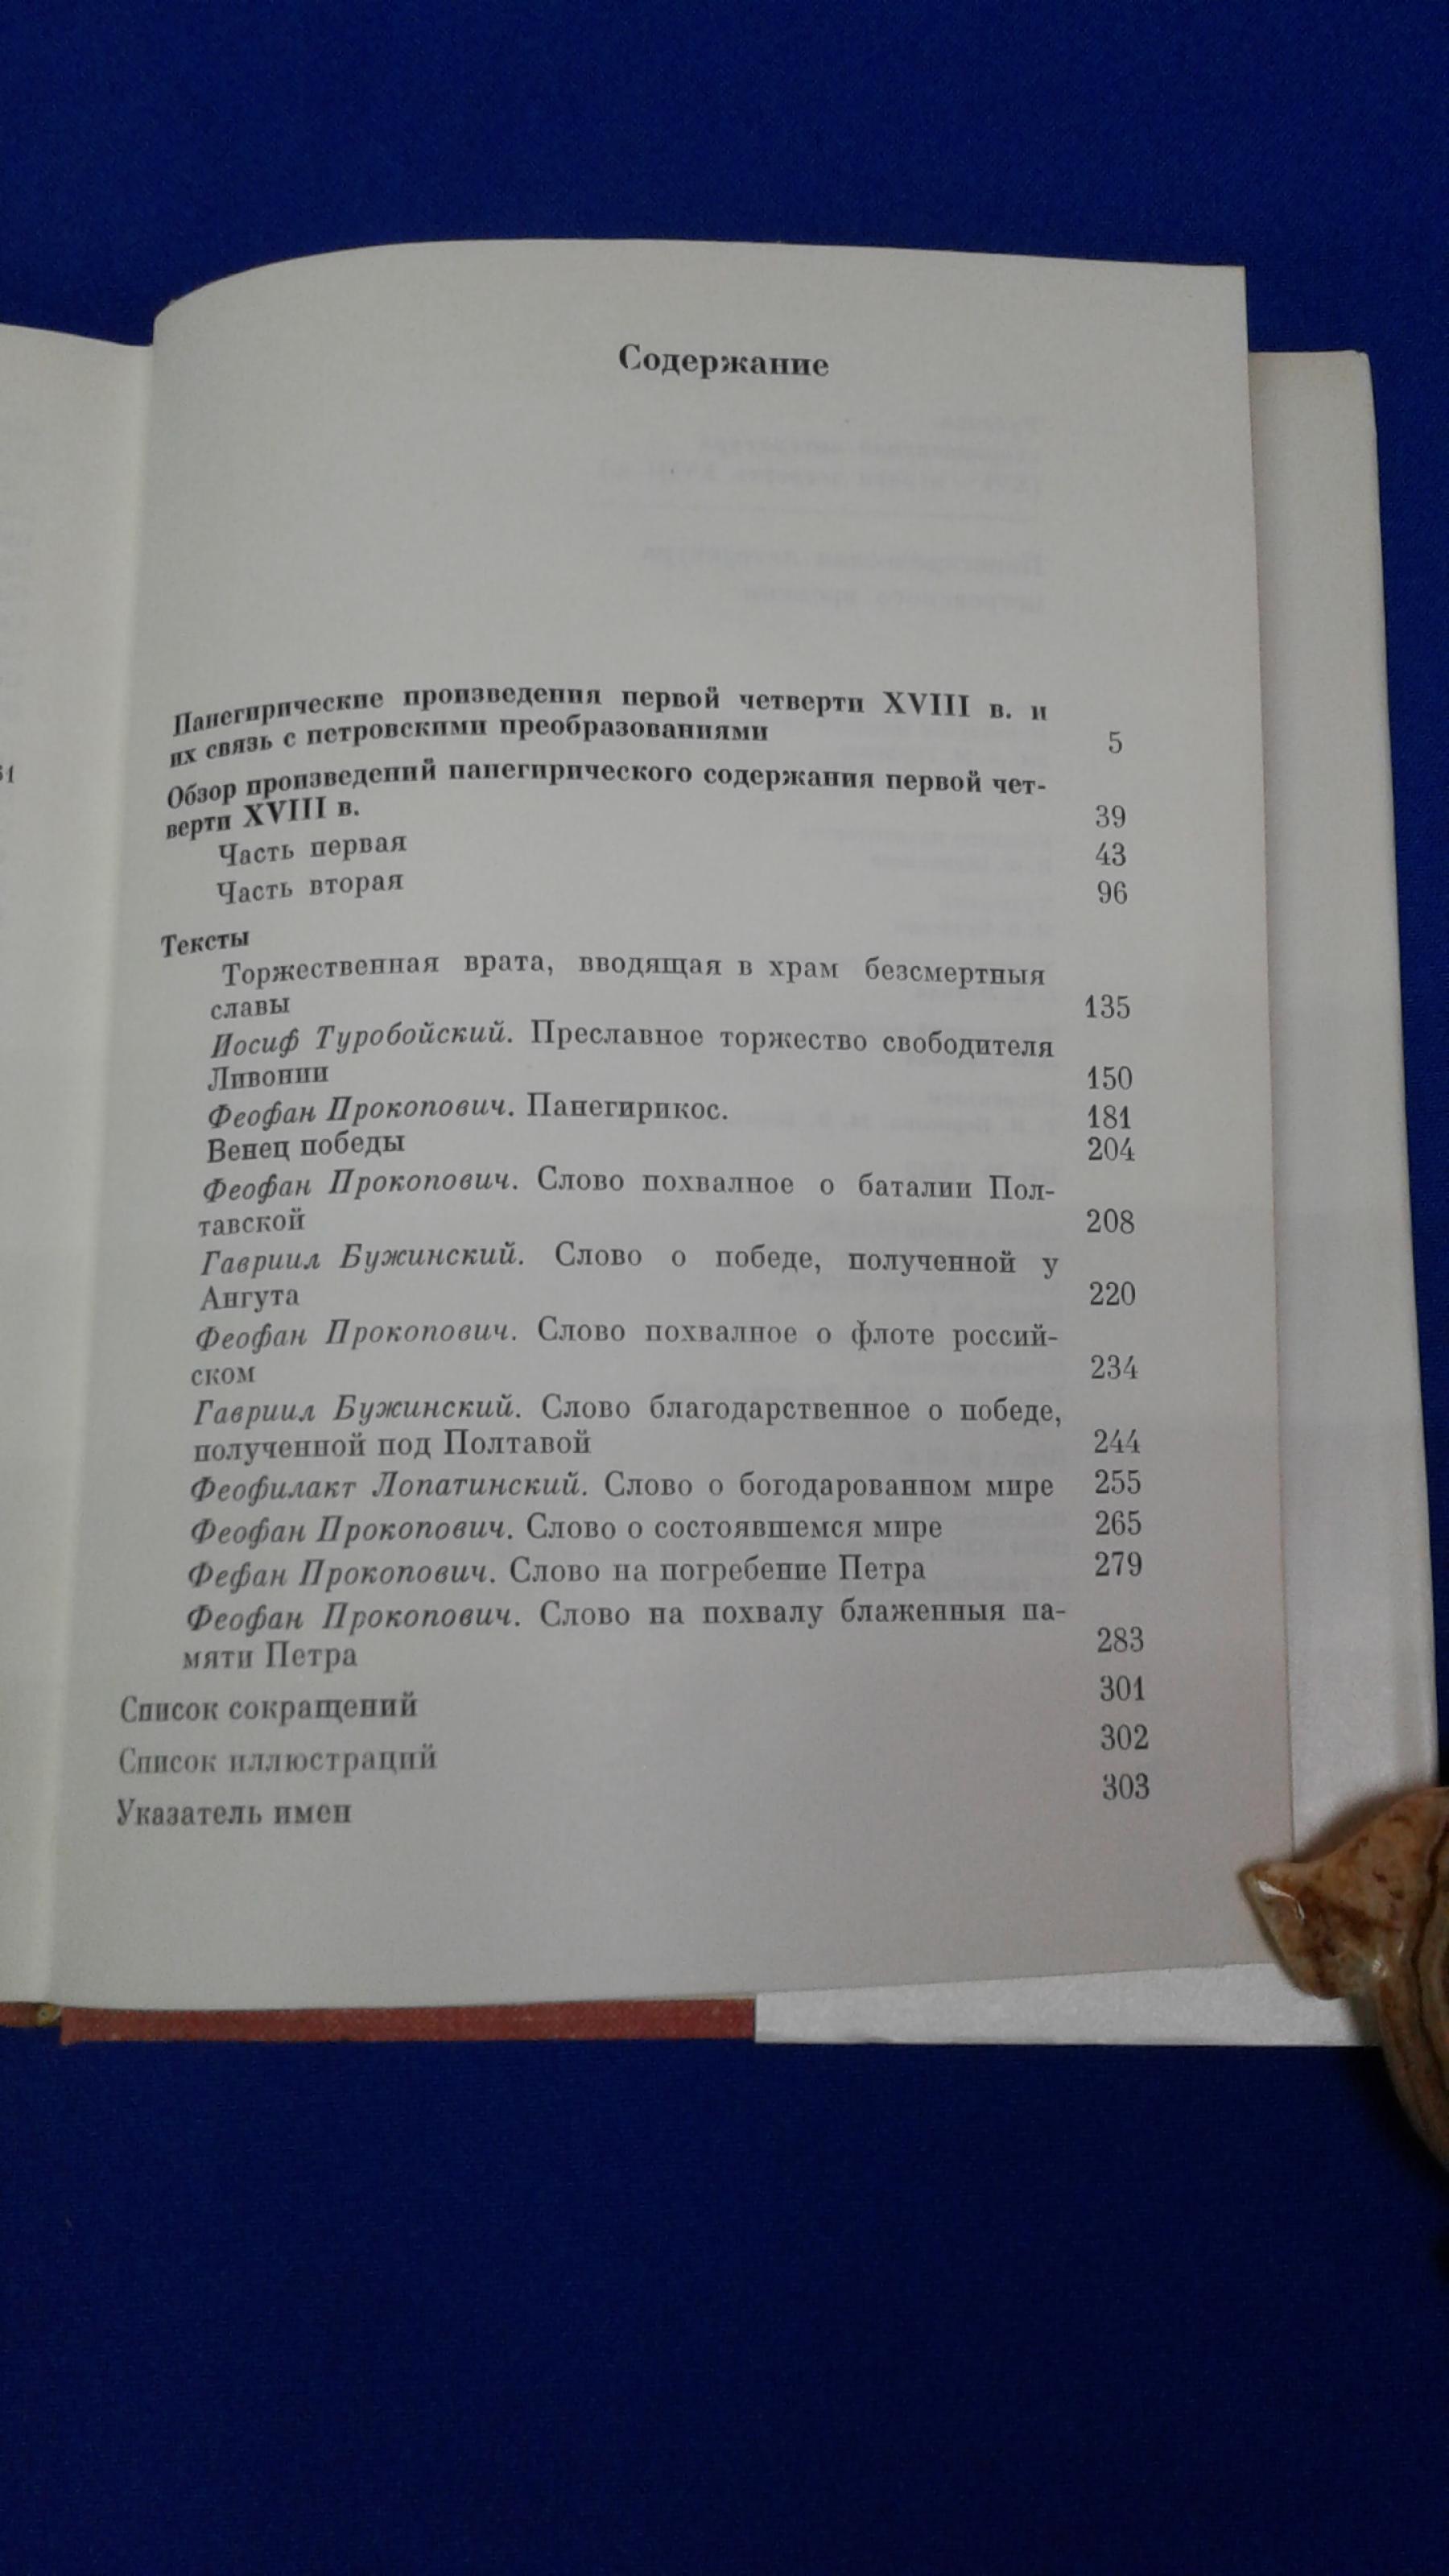 Содержание
Панегирические произведения первой четверти XVIII в. и
их связь с петровскими преобразованиями 5
Обзор произведений панегирического содержания первой чет-
верти XVIII в. 39
Часть первая 43
Часть вторая 96
Тексты
Торжественная врата, вводящая в храм безсмертныя
славы 135
Иосиф Туробойский. Преславное торжество свободителя
Ливонии 150
Феофан Прокопович. Панегирикос. 181
Венец победы 204
Феофан Прокопович. Слово похвалное о баталии Пол-
тавской 208
Гавриил Бужинский. Слово о победе, полученной у
Ангута 220
Феофан Прокопович. Слово похвалное о флоте россий-
ском 234
Гавриил Бужинский. Слово благодарственное о победе,
полученной под Полтавой 244
Феофилакт Лопатинский. Слово о богодарованном мире 255
Феофан Прокопович. Слово о состоявшемся мире 265
Фефан Прокопович. Слово на погребение Петра 279
Феофан Прокопович. Слово на похвалу блаженныя па-
мяти Петра 283
Список сокращений 301
Список иллюстраций 302
Указатель имен 303